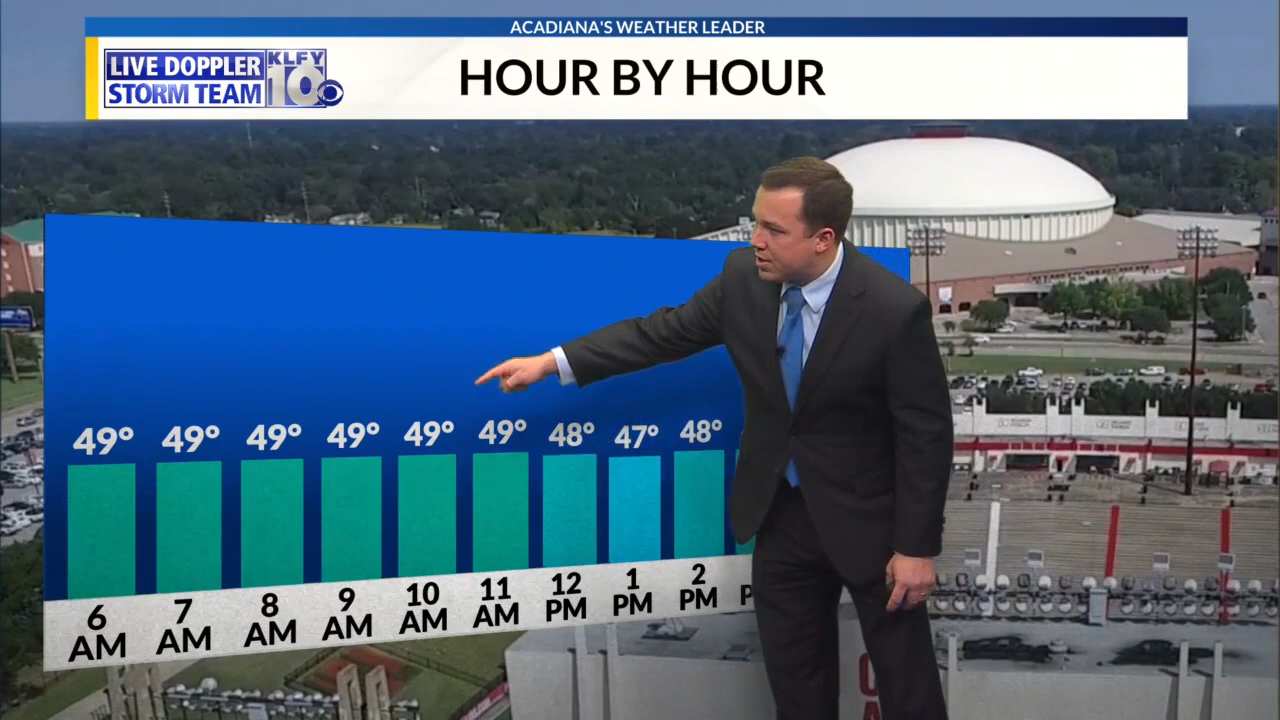 ACADIANA'S WEATHER LEADER
LIVE DOPPLER
STORM TEAM
KLFY
10
HOUR BY HOUR
49° 49° 49° 49° 49° 49° 48° 47° 48°
6 7 8 9 10 11 12 1 2
AM AM AM AM AM AM PM PM PM P